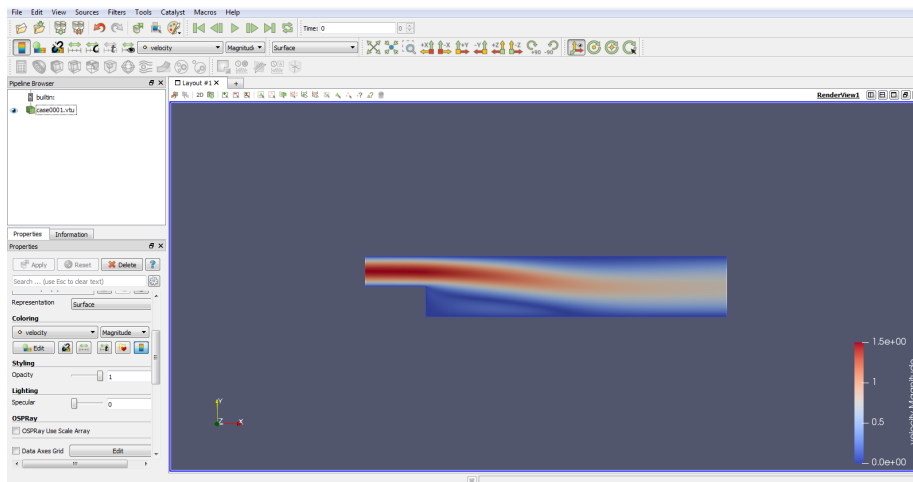 File Edit View Sources Filters Tools Catalyst Macros Help
Time: 0 0
velocity Magnitud Surface +X -X +Y -Y +Z -Z +90 -90
Pipeline Browser
Layout #1 X +
builtin:
2D -?
RenderView1
case0001.vtu
Properties Information
Properties
Apply Reset Delete ?
Search ... (use Esc to clear text)
Representation Surface
Coloring
velocity Magnitude
Edit
Styling
Opacity 1
Lighting
Specular 0
OSPRay
OSPRay Use Scale Array
Data Axes Grid Edit
Y
Z X
1.5e+00
1
0.5
0.0e+00
velocity Magnitude